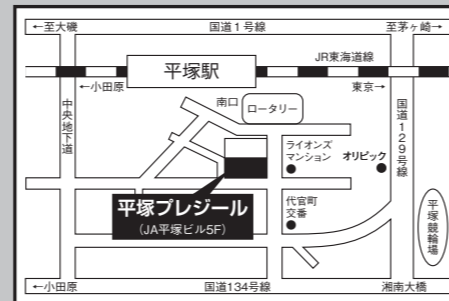 ←至大磯
国道1号線
至茅ヶ崎→
JR東海道線
平塚駅
←小田原
東京→
南口
ロータリー
中央地下道
国道129号線
ライオンズ
マンション
オリピック
平塚プレジール
(JA平塚ビル5F)
代官町
交番
平塚競輪場
←小田原
国道134号線
湘南大橋